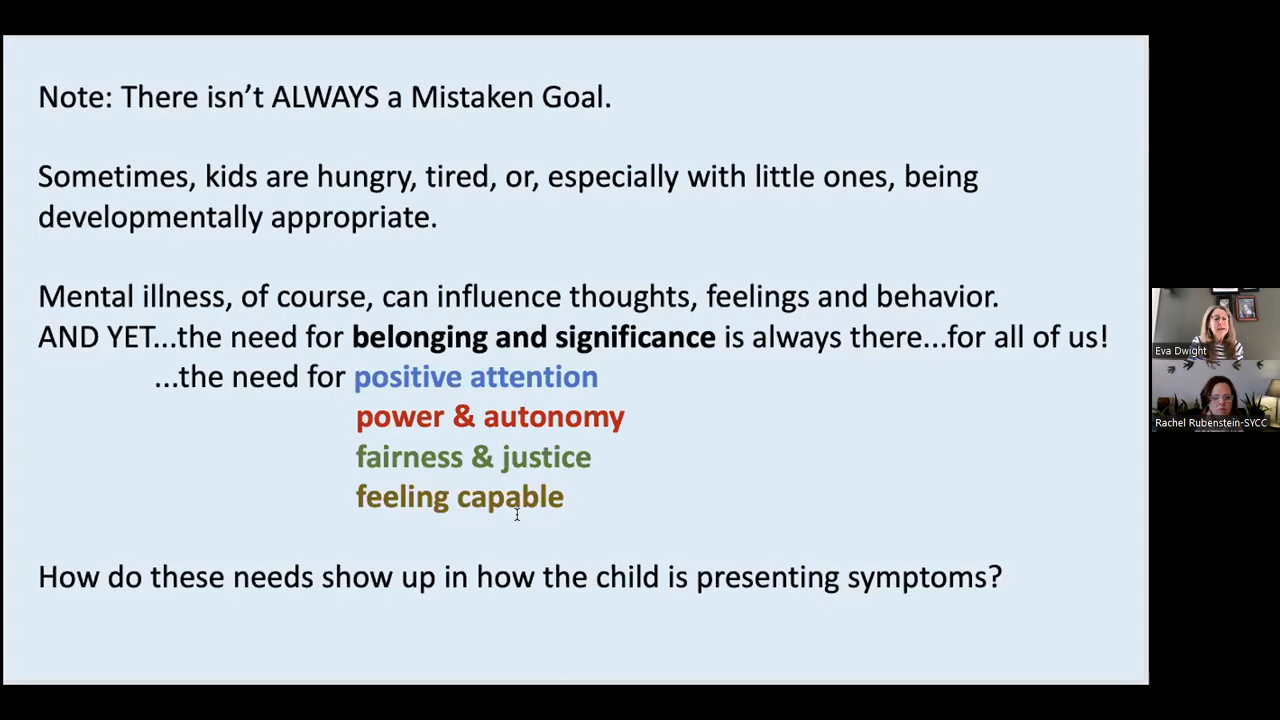 Note: There isn’t ALWAYS a Mistaken Goal.
Sometimes, kids are hungry, tired, or, especially with little ones, being
developmentally appropriate.
Mental illness, of course, can influence thoughts, feelings and behavior.
AND YET...the need for belonging and significance is always there...for all of us!
...the need for positive attention
power & autonomy
fairness & justice
feeling capable
How do these needs show up in how the child is presenting symptoms?
Eva Dwight
Rachel Rubenstein-SYCC